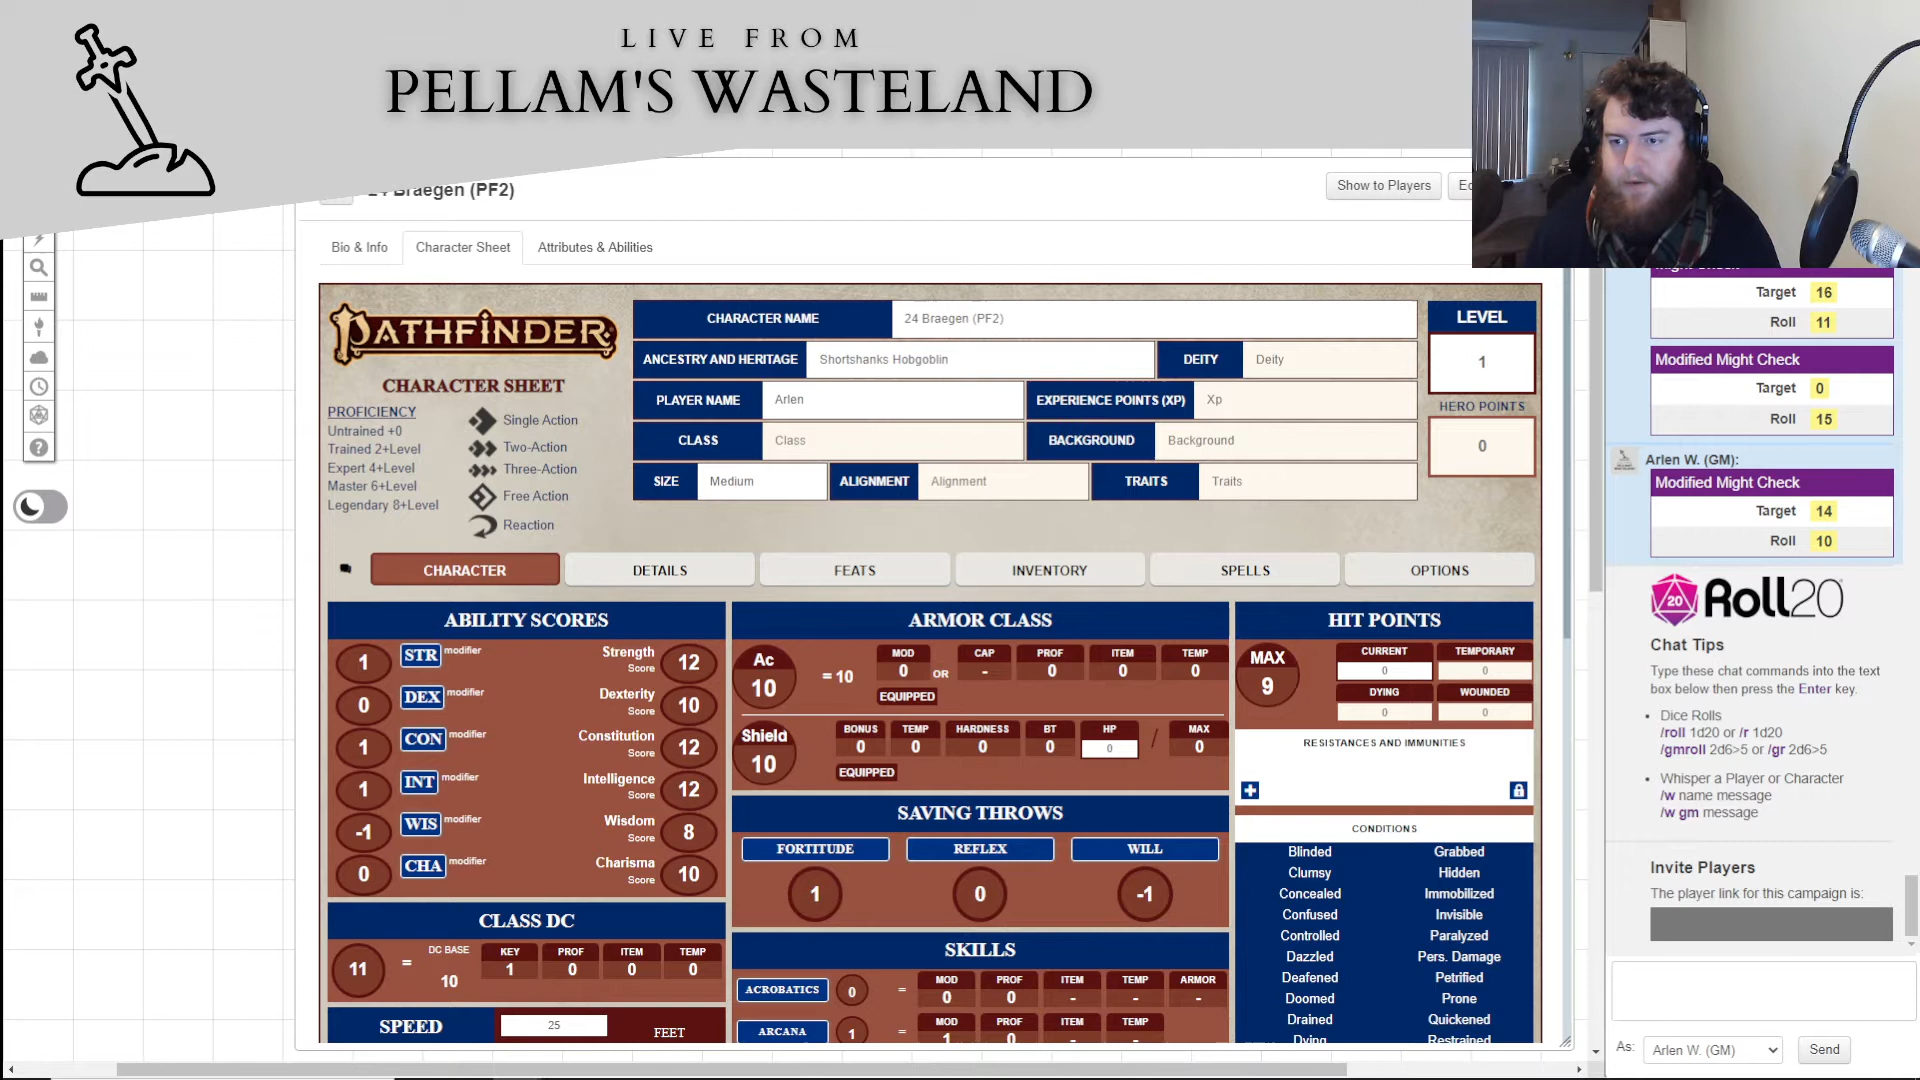 LIVE FROM
PELLAM'S WASTELAND
24 Braegen (PF2)
Show to Players
Bio & Info
Character Sheet
Attributes & Abilities
PATHFINDER
CHARACTER SHEET
PROFICIENCY
Untrained +0
Trained 2+Level
Expert 4+Level
Master 6+Level
Legendary 8+Level
Single Action
Two-Action
Three-Action
Free Action
Reaction
CHARACTER NAME 24 Braegen (PF2)
ANCESTRY AND HERITAGE Shortshanks Hobgoblin DEITY Deity
PLAYER NAME Arlen EXPERIENCE POINTS (XP) Xp
CLASS Class BACKGROUND Background
SIZE Medium ALIGNMENT Alignment TRAITS Traits
LEVEL
1
HERO POINTS
0
CHARACTER DETAILS FEATS INVENTORY SPELLS OPTIONS
ABILITY SCORES
1 STR modifier Strength Score 12
0 DEX modifier Dexterity Score 10
1 CON modifier Constitution Score 12
1 INT modifier Intelligence Score 12
-1 WIS modifier Wisdom Score 8
0 CHA modifier Charisma Score 10
CLASS DC
DC BASE KEY PROF ITEM TEMP
11 = 10 1 0 0 0
SPEED 25 FEET
ARMOR CLASS
MOD CAP PROF ITEM TEMP
Ac 10 = 10 0 OR - 0 0 0
EQUIPPED
BONUS TEMP HARDNESS BT HP MAX
Shield 10 0 0 0 0 0 / 0
EQUIPPED
SAVING THROWS
FORTITUDE REFLEX WILL
1 0 -1
SKILLS
MOD PROF ITEM TEMP ARMOR
ACROBATICS 0 = 0 0 - - -
MOD PROF ITEM TEMP
ARCANA 1 = 1 0 - -
HIT POINTS
MAX 9
CURRENT TEMPORARY
0 0
DYING WOUNDED
0 0
RESISTANCES AND IMMUNITIES
CONDITIONS
Blinded Grabbed
Clumsy Hidden
Concealed Immobilized
Confused Invisible
Controlled Paralyzed
Dazzled Pers. Damage
Deafened Petrified
Doomed Prone
Drained Quickened
Dying Restrained
Might Check
Target 16
Roll 11
Modified Might Check
Target 0
Roll 15
Arlen W. (GM):
Modified Might Check
Target 14
Roll 10
20 Roll20
Chat Tips
Type these chat commands into the text
box below then press the Enter key.
Dice Rolls
/roll 1d20 or /r 1d20
/gmroll 2d6>5 or /gr 2d6>5
Whisper a Player or Character
/w name message
/w gm message
Invite Players
The player link for this campaign is:
As: Arlen W. (GM) Send